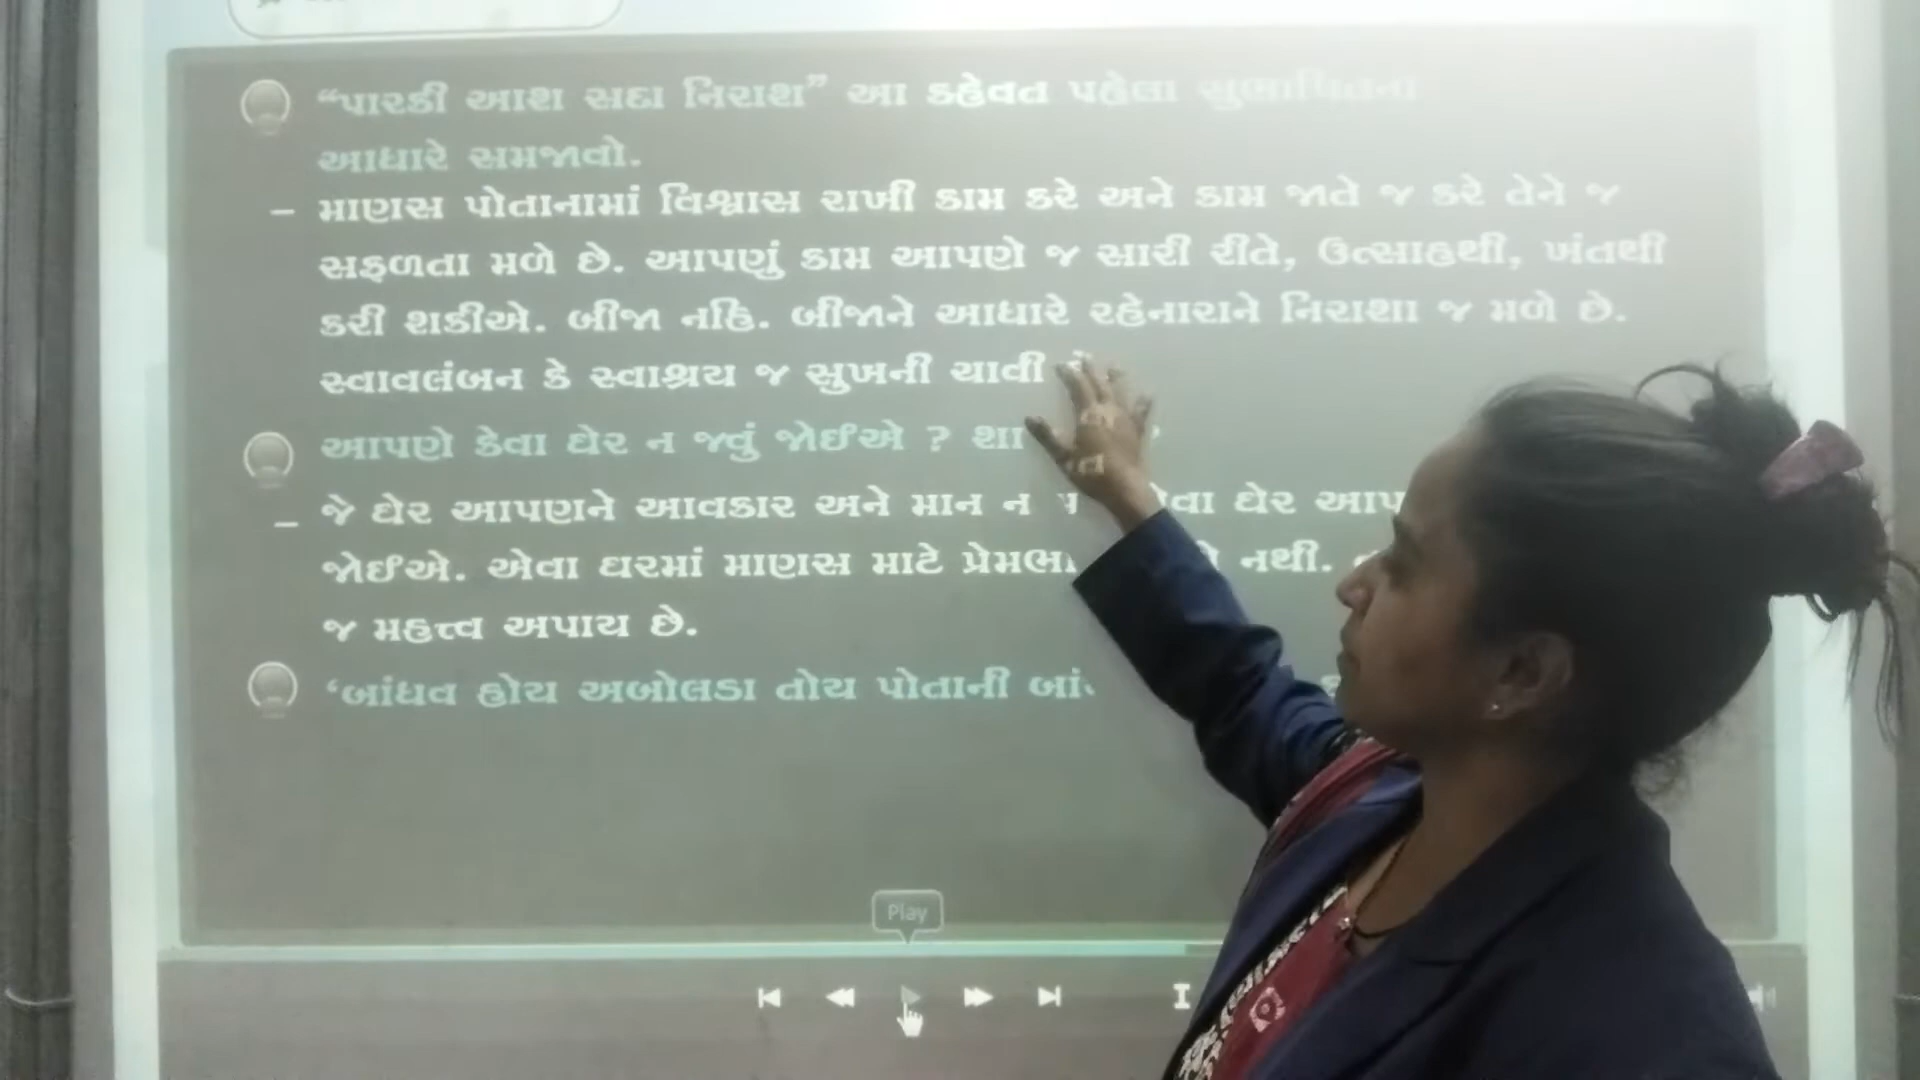 “પારકી આશ સદા નિરાશ” આ કહેવત પહેલા સુભાષિતના
આધારે સમજાવો.
– માણસ પોતાનામાં વિશ્વાસ રાખી કામ કરે અને કામ જાતે જ કરે તેને જ
સફળતા મળે છે. આપણું કામ આપણે જ સારી રીતે, ઉત્સાહથી, ખંતથી
કરી શકીએ. બીજા નહિ. બીજાને આધારે રહેનારાને નિરાશા જ મળે છે.
સ્વાવલંબન કે સ્વાશ્રય જ સુખની ચાવી
આપણે કેવા ઘેર ન જવું જોઈએ ? શા
– જે ઘેર આપણને આવકાર અને માન ન ઘેર
જોઈએ. એવા ઘરમાં માણસ માટે નથી.
જ મહત્ત્વ અપાય છે.
‘બાંધવ હોય અબોલડા તોય પોતાની
Play